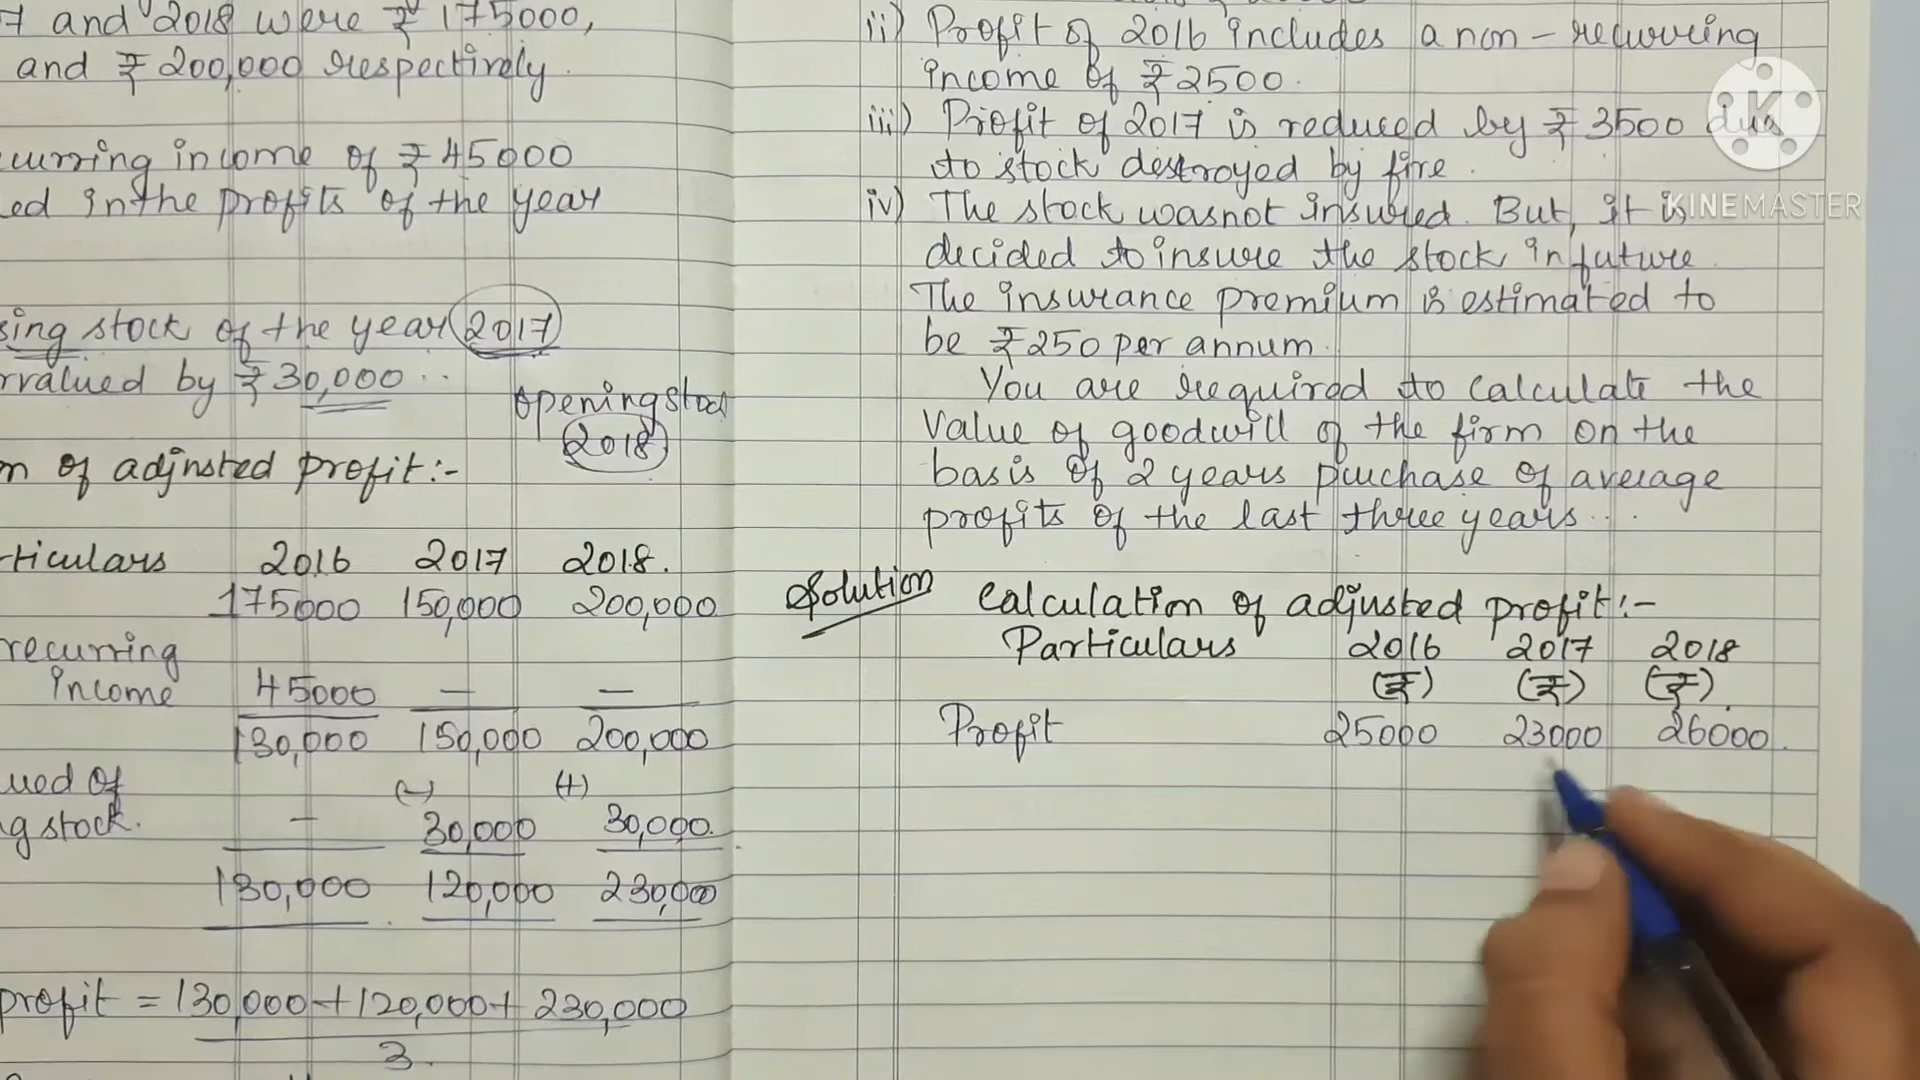 7 and 2018 were ₹ 175000,
and ₹ 200,000 respectively.
curring income of ₹ 45000
ed in the profits of the year
sing stock of the year 2017
rvalued by ₹ 30,000..
opening stock
2018
n of adjusted profit:-
rticulars 2016 2017 2018.
175000 150,000 200,000
recurring
income 45000 — —
130,000 150,000 200,000
ued of (-) (+)
g stock. — 30,000 30,000.
130,000 120,000 230,000
profit = 130,000+120,000+230,000
3.
ii) Profit of 2016 includes a non-recurring
income of ₹ 2500.
iii) Profit of 2017 is reduced by ₹ 3500 due
to stock destroyed by fire.
iv) The stock was not insured. But, it is
decided to insure the stock in future.
The insurance premium is estimated to
be ₹ 250 per annum.
You are required to calculate the
value of goodwill of the firm on the
basis of 2 years purchase of average
profits of the last three years...
Solution Calculation of adjusted profit:-
Particulars 2016 2017 2018
(₹) (₹) (₹).
Profit 25000 23000 26000.
K
KINEMASTER